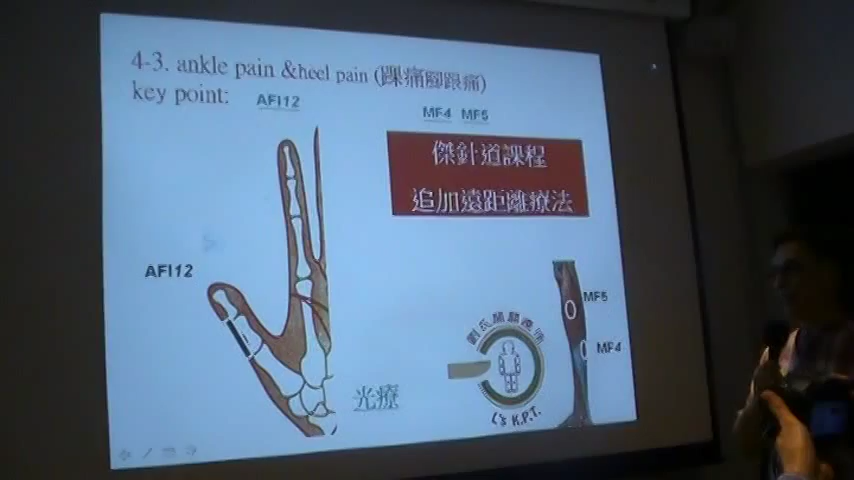 4-3. ankle pain &heel pain (踝痛腳跟痛)
key point:
AFI12
MF4 MF5
傑針道課程
追加遠距離療法
AFI12
MF5
MF4
光療
L's K.P.T.